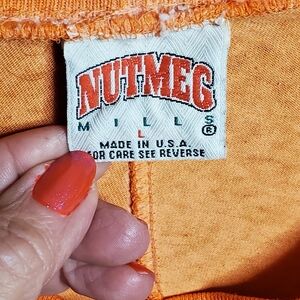 NUTMEG
MILLS
L ®
MADE IN U.S.A.
FOR CARE SEE REVERSE